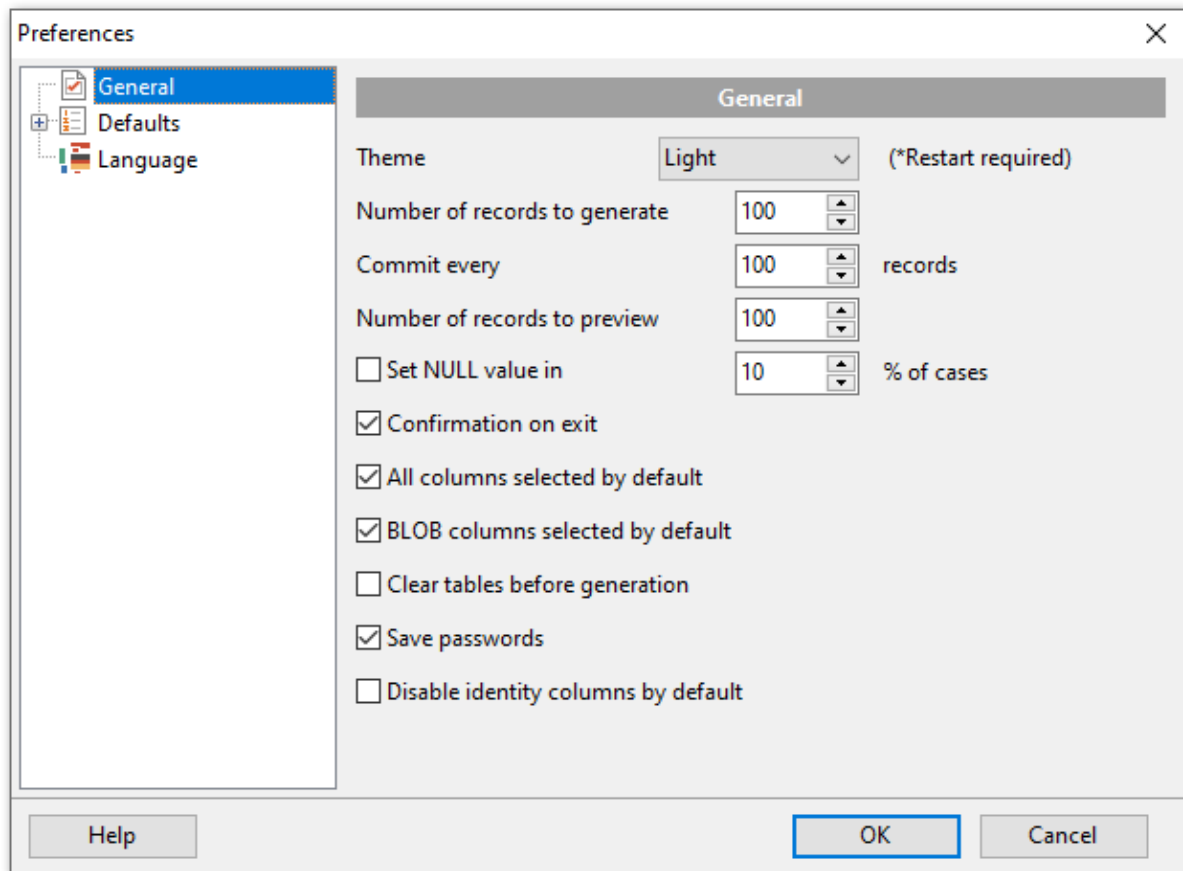 Preferences
General
Defaults
Language
General
Theme Light (*Restart required)
Number of records to generate 100
Commit every 100 records
Number of records to preview 100
Set NULL value in 10 % of cases
Confirmation on exit
All columns selected by default
BLOB columns selected by default
Clear tables before generation
Save passwords
Disable identity columns by default
Help OK Cancel